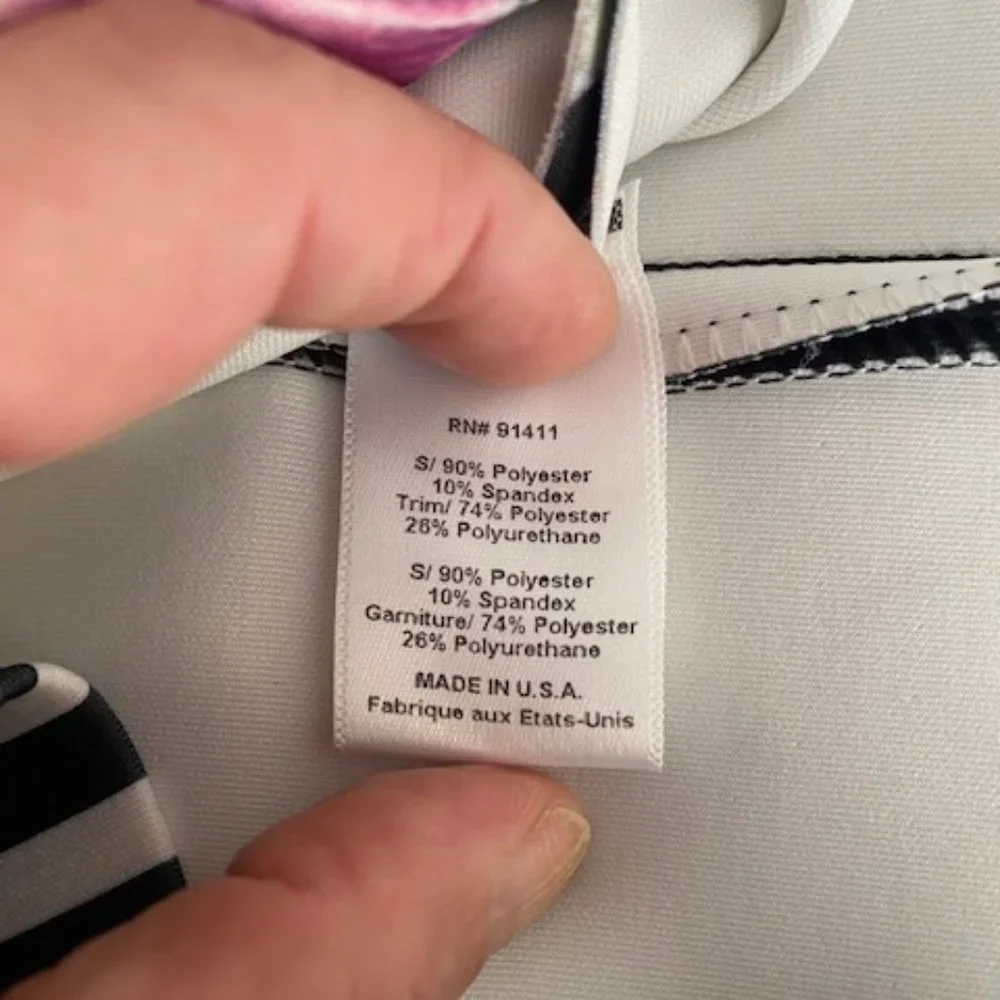 RN# 91411
S/ 90% Polyester
10% Spandex
Trim/ 74% Polyester
26% Polyurethane
S/ 90% Polyester
10% Spandex
Garniture/ 74% Polyester
26% Polyurethane
MADE IN U.S.A.
Fabrique aux Etats-Unis